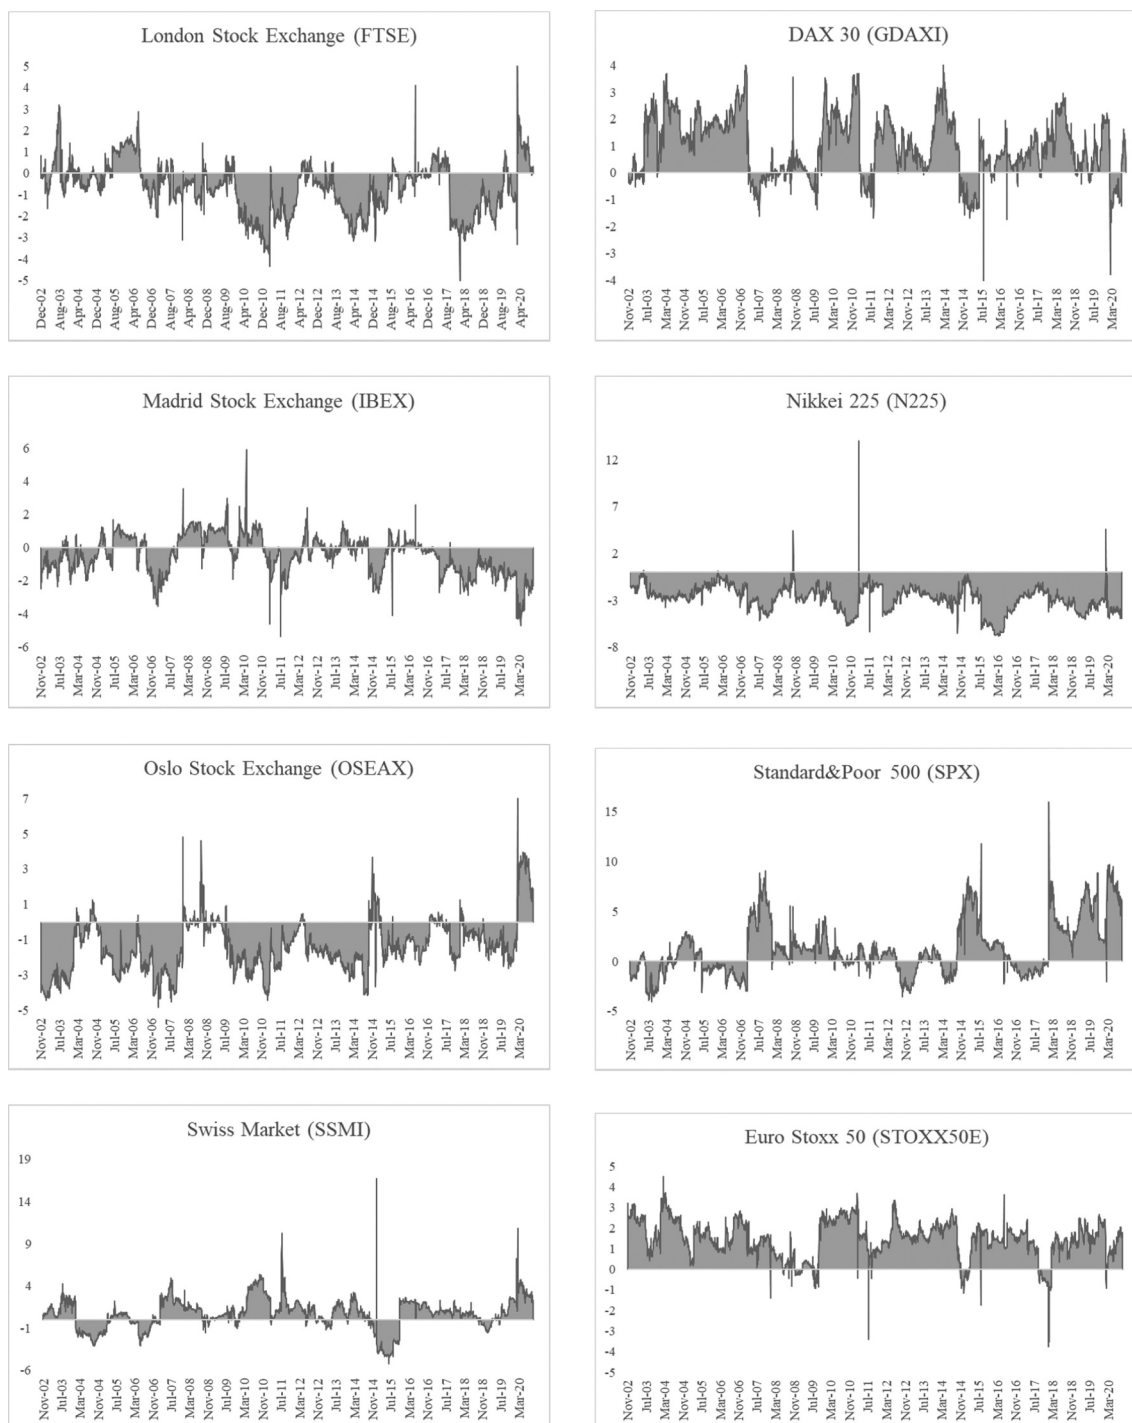 London Stock Exchange (FTSE)
5
4
3
2
1
0
-1
-2
-3
-4
-5
Dec-02
Aug-03
Apr-04
Dec-04
Aug-05
Apr-06
Dec-06
Aug-07
Apr-08
Dec-08
Aug-09
Apr-10
Dec-10
Aug-11
Apr-12
Dec-12
Aug-13
Apr-14
Dec-14
Aug-15
Apr-16
Dec-16
Aug-17
Apr-18
Dec-18
Aug-19
Apr-20
DAX 30 (GDAXI)
4
3
2
1
0
-1
-2
-3
-4
Nov-02
Jul-03
Mar-04
Nov-04
Jul-05
Mar-06
Nov-06
Jul-07
Mar-08
Nov-08
Jul-09
Mar-10
Nov-10
Jul-11
Mar-12
Nov-12
Jul-13
Mar-14
Nov-14
Jul-15
Mar-16
Nov-16
Jul-17
Mar-18
Nov-18
Jul-19
Mar-20
Madrid Stock Exchange (IBEX)
6
4
2
0
-2
-4
-6
Nov-02
Jul-03
Mar-04
Nov-04
Jul-05
Mar-06
Nov-06
Jul-07
Mar-08
Nov-08
Jul-09
Mar-10
Nov-10
Jul-11
Mar-12
Nov-12
Jul-13
Mar-14
Nov-14
Jul-15
Mar-16
Nov-16
Jul-17
Mar-18
Nov-18
Jul-19
Mar-20
Nikkei 225 (N225)
12
7
2
-3
-8
Nov-02
Jul-03
Mar-04
Nov-04
Jul-05
Mar-06
Nov-06
Jul-07
Mar-08
Nov-08
Jul-09
Mar-10
Nov-10
Jul-11
Mar-12
Nov-12
Jul-13
Mar-14
Nov-14
Jul-15
Mar-16
Nov-16
Jul-17
Mar-18
Nov-18
Jul-19
Mar-20
Oslo Stock Exchange (OSEAX)
7
5
3
1
-1
-3
-5
Nov-02
Jul-03
Mar-04
Nov-04
Jul-05
Mar-06
Nov-06
Jul-07
Mar-08
Nov-08
Jul-09
Mar-10
Nov-10
Jul-11
Mar-12
Nov-12
Jul-13
Mar-14
Nov-14
Jul-15
Mar-16
Nov-16
Jul-17
Mar-18
Nov-18
Jul-19
Mar-20
Standard&Poor 500 (SPX)
15
10
5
0
-5
Nov-02
Jul-03
Mar-04
Nov-04
Jul-05
Mar-06
Nov-06
Jul-07
Mar-08
Nov-08
Jul-09
Mar-10
Nov-10
Jul-11
Mar-12
Nov-12
Jul-13
Mar-14
Nov-14
Jul-15
Mar-16
Nov-16
Jul-17
Mar-18
Nov-18
Jul-19
Mar-20
Swiss Market (SSMI)
19
14
9
4
-1
-6
Nov-02
Jul-03
Mar-04
Nov-04
Jul-05
Mar-06
Nov-06
Jul-07
Mar-08
Nov-08
Jul-09
Mar-10
Nov-10
Jul-11
Mar-12
Nov-12
Jul-13
Mar-14
Nov-14
Jul-15
Mar-16
Nov-16
Jul-17
Mar-18
Nov-18
Jul-19
Mar-20
Euro Stoxx 50 (STOXX50E)
5
4
3
2
1
0
-1
-2
-3
-4
-5
Nov-02
Jul-03
Mar-04
Nov-04
Jul-05
Mar-06
Nov-06
Jul-07
Mar-08
Nov-08
Jul-09
Mar-10
Nov-10
Jul-11
Mar-12
Nov-12
Jul-13
Mar-14
Nov-14
Jul-15
Mar-16
Nov-16
Jul-17
Mar-18
Nov-18
Jul-19
Mar-20